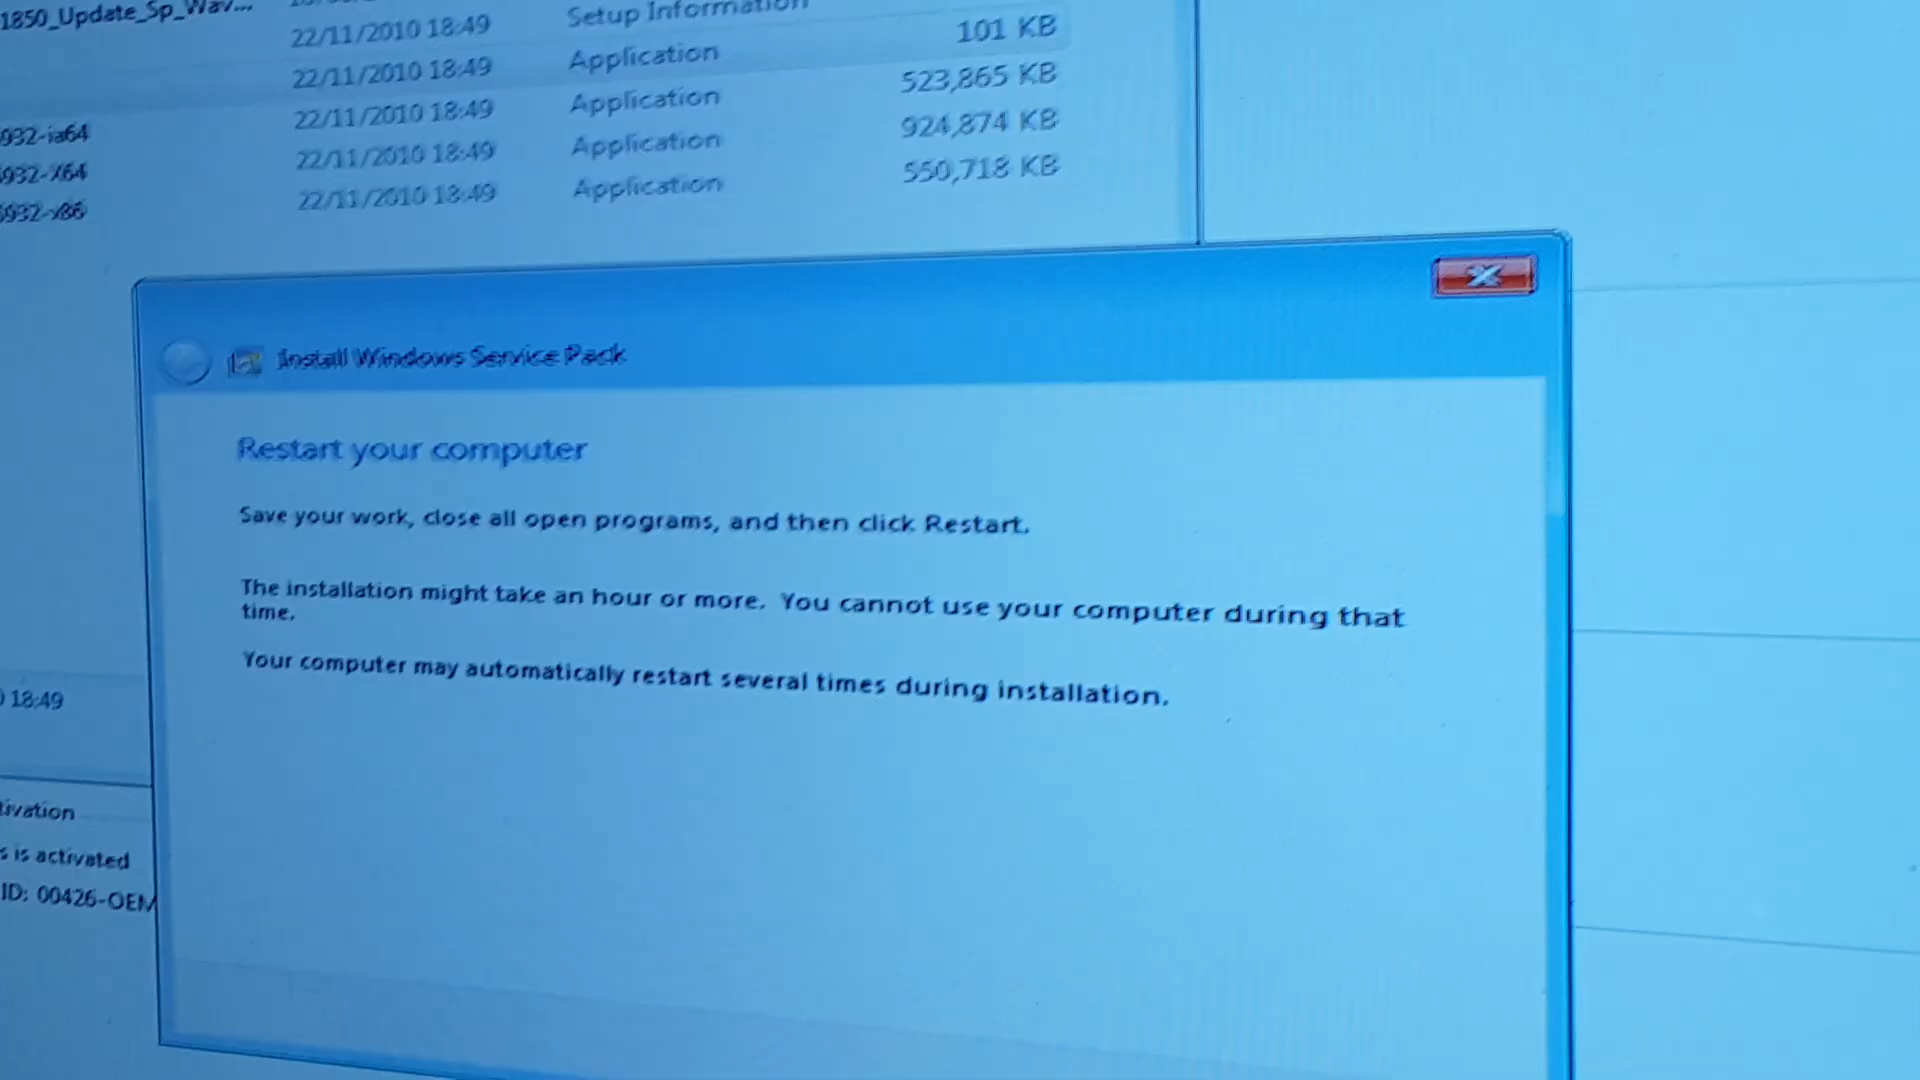 1850_Update_Sp_Wav...
22/11/2010 18:49 Setup Information
22/11/2010 18:49 Application 101 KB
932-ia64 22/11/2010 18:49 Application 523,865 KB
932-X64 22/11/2010 18:49 Application 924,874 KB
6932-x86 22/11/2010 18:49 Application 550,718 KB
Install Windows Service Pack
Restart your computer
Save your work, close all open programs, and then click Restart.
The installation might take an hour or more. You cannot use your computer during that
time.
Your computer may automatically restart several times during installation.
18:49
tivation
s is activated
ID: 00426-OEM